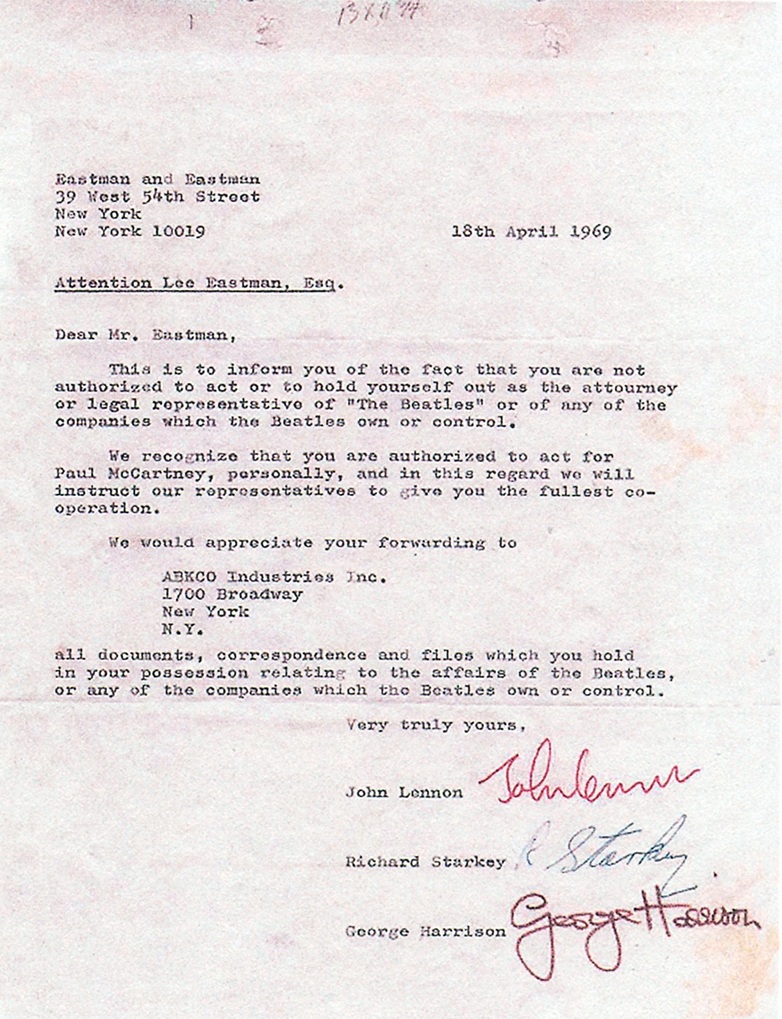 Eastman and Eastman
39 West 54th Street
New York
New York 10019
18th April 1969
Attention Lee Eastman, Esq.
Dear Mr. Eastman,
This is to inform you of the fact that you are not
authorized to act or to hold yourself out as the attourney
or legal representative of "The Beatles" or of any of the
companies which the Beatles own or control.
We recognize that you are authorized to act for
Paul McCartney, personally, and in this regard we will
instruct our representatives to give you the fullest co-
operation.
We would appreciate your forwarding to
ABKCO Industries Inc.
1700 Broadway
New York
N.Y.
all documents, correspondence and files which you hold
in your possession relating to the affairs of the Beatles,
or any of the companies which the Beatles own or control.
Very truly yours,
John Lennon John Lennon
Richard Starkey R Starkey
George Harrison George Harrison